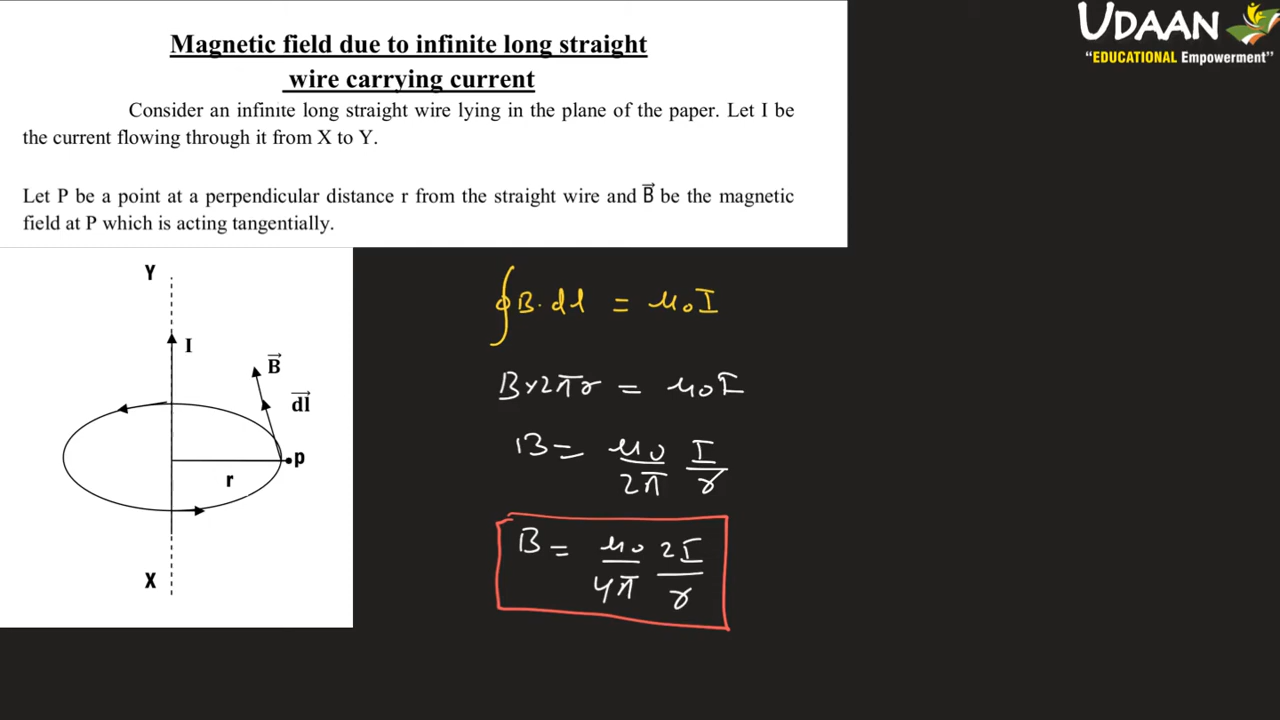 UDAAN
“EDUCATIONAL Empowerment”
Magnetic field due to infinite long straight
wire carrying current
Consider an infinite long straight wire lying in the plane of the paper. Let I be
the current flowing through it from X to Y.
Let P be a point at a perpendicular distance r from the straight wire and B⃗ be the magnetic
field at P which is acting tangentially.
Y
I
B⃗
dl⃗
p
r
X
∮B.dl = μ₀I
B×2πr = μ₀I
B = μ₀/2π I/r
B = μ₀/4π 2I/r